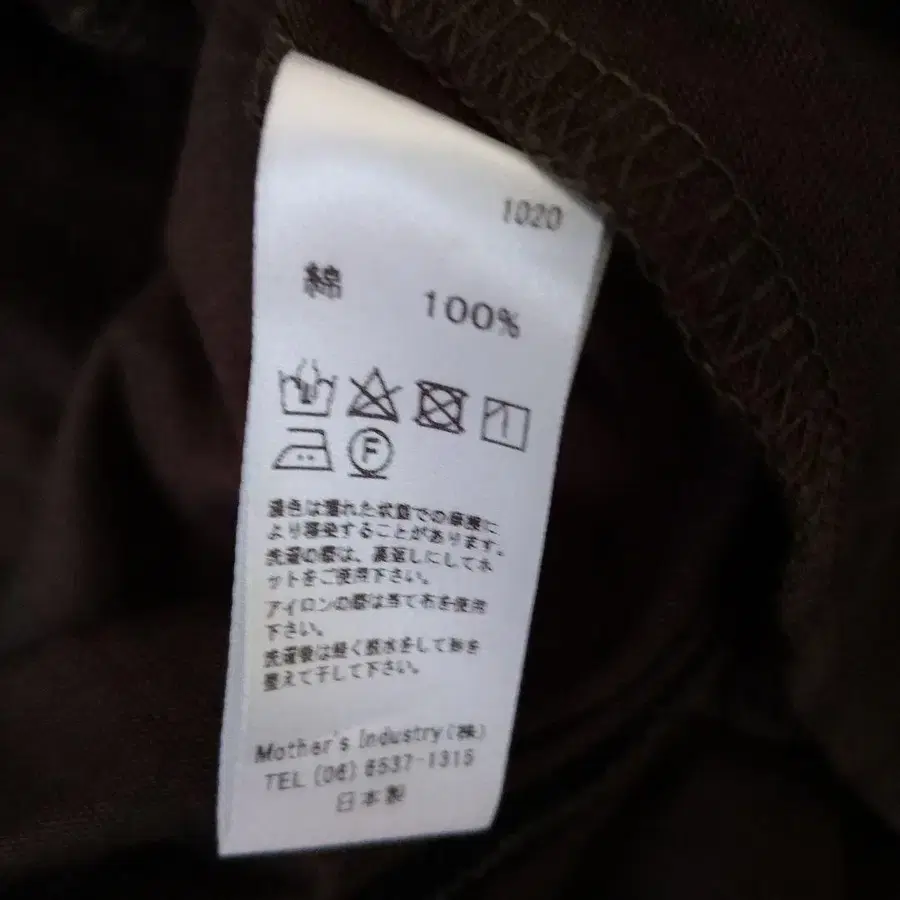 1020
綿 100%
F
濃色は濡れた状態での摩擦に
より移染することがあります。
洗濯の際は、裏返しにしてネ
ットをご使用下さい。
アイロンの際は当て布を使用
下さい。
洗濯後は軽く脱水をして形を
整えて干して下さい。
Mother's Industry(株)
TEL (06) 6537-1315
日本製